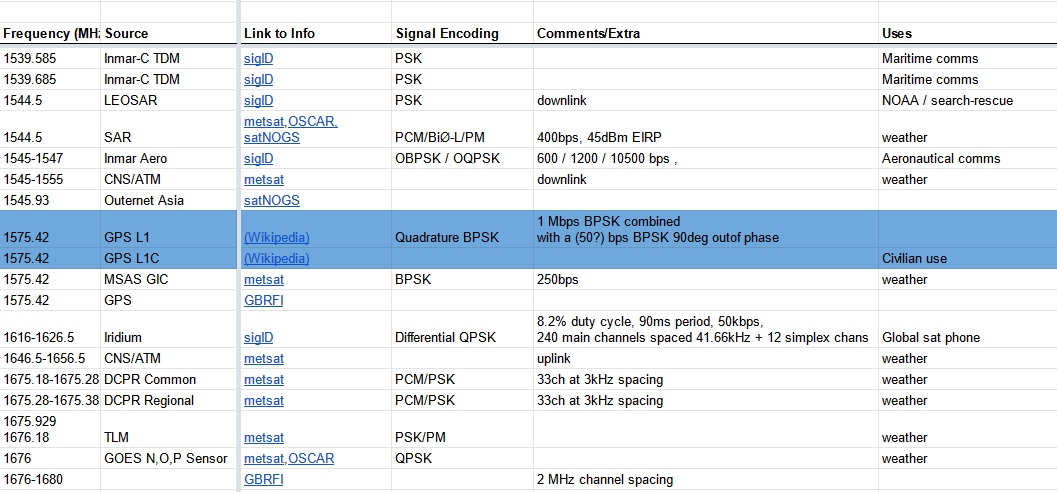 Frequency (MHz Source Link to Info Signal Encoding Comments/Extra Uses
1539.585 Inmar-C TDM sigID PSK Maritime comms
1539.685 Inmar-C TDM sigID PSK Maritime comms
1544.5 LEOSAR sigID PSK downlink NOAA / search-rescue
metsat,OSCAR,
1544.5 SAR satNOGS PCM/BiØ-L/PM 400bps, 45dBm EIRP weather
1545-1547 Inmar Aero sigID OBPSK / OQPSK 600 / 1200 / 10500 bps , Aeronautical comms
1545-1555 CNS/ATM metsat downlink weather
1545.93 Outernet Asia satNOGS
1 Mbps BPSK combined
1575.42 GPS L1 (Wikipedia) Quadrature BPSK with a (50?) bps BPSK 90deg outof phase
1575.42 GPS L1C (Wikipedia) Civilian use
1575.42 MSAS GIC metsat BPSK 250bps weather
1575.42 GPS GBRFI
8.2% duty cycle, 90ms period, 50kbps,
1616-1626.5 Iridium sigID Differential QPSK 240 main channels spaced 41.66kHz + 12 simplex chans Global sat phone
1646.5-1656.5 CNS/ATM metsat uplink weather
1675.18-1675.28 DCPR Common metsat PCM/PSK 33ch at 3kHz spacing weather
1675.28-1675.38 DCPR Regional metsat PCM/PSK 33ch at 3kHz spacing weather
1675.929
1676.18 TLM metsat PSK/PM weather
1676 GOES N,O,P Sensor metsat,OSCAR QPSK weather
1676-1680 GBRFI 2 MHz channel spacing